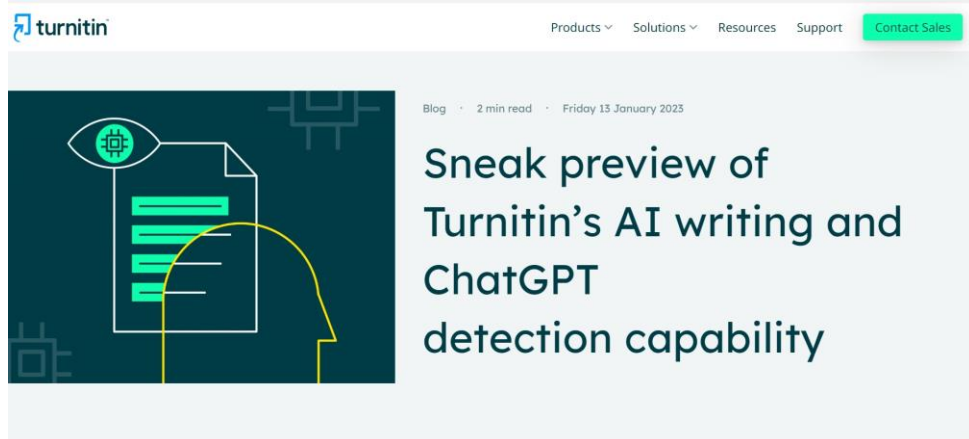 turnitin
Products Solutions Resources Support Contact Sales
Blog · 2 min read · Friday 13 January 2023
Sneak preview of
Turnitin’s AI writing and
ChatGPT
detection capability